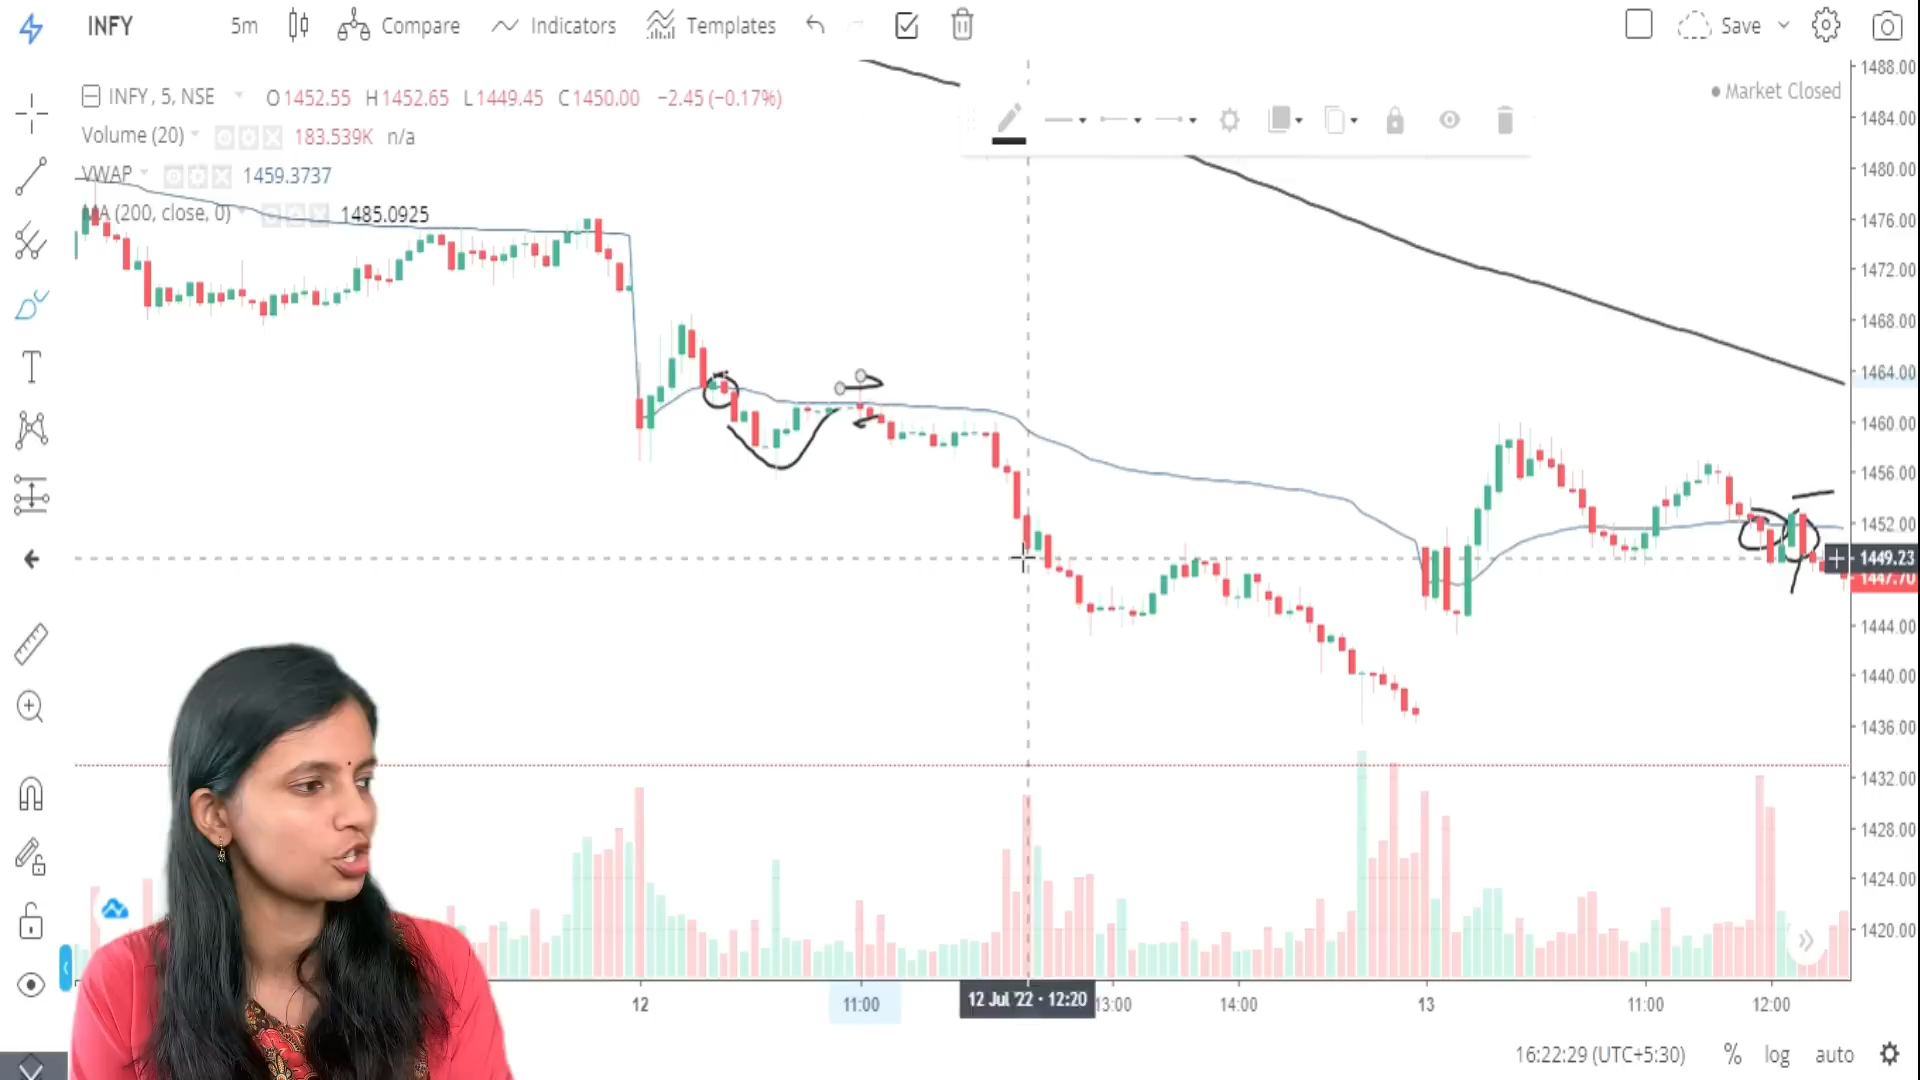 INFY 5m Compare Indicators Templates Save
INFY, 5, NSE O1452.55 H1452.65 L1449.45 C1450.00 −2.45 (−0.17%)
Market Closed
Volume (20) 183.539K n/a
VWAP 1459.3737
MA (200, close, 0) 1485.0925
1488.00
1484.00
1480.00
1476.00
1472.00
1468.00
1464.00
1460.00
1456.00
1452.00
1449.23
1447.70
1444.00
1440.00
1436.00
1432.00
1428.00
1424.00
1420.00
12 11:00 12 Jul '22 · 12:20 13:00 14:00 13 11:00 12:00
16:22:29 (UTC+5:30) % log auto